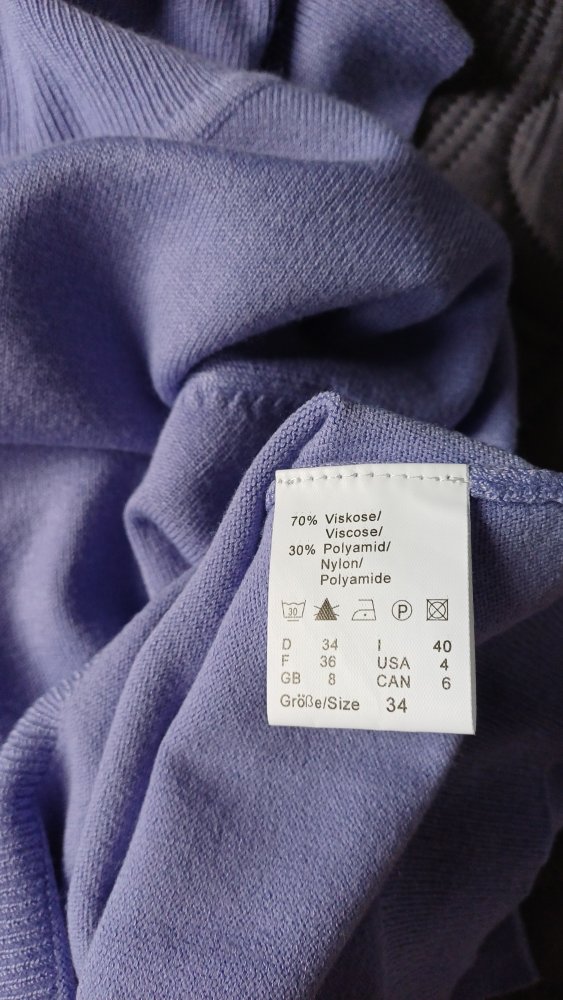 70% Viskose/
Viscose/
30% Polyamid/
Nylon/
Polyamide
30
P
D 34 I 40
F 36 USA 4
GB 8 CAN 6
Größe/Size 34